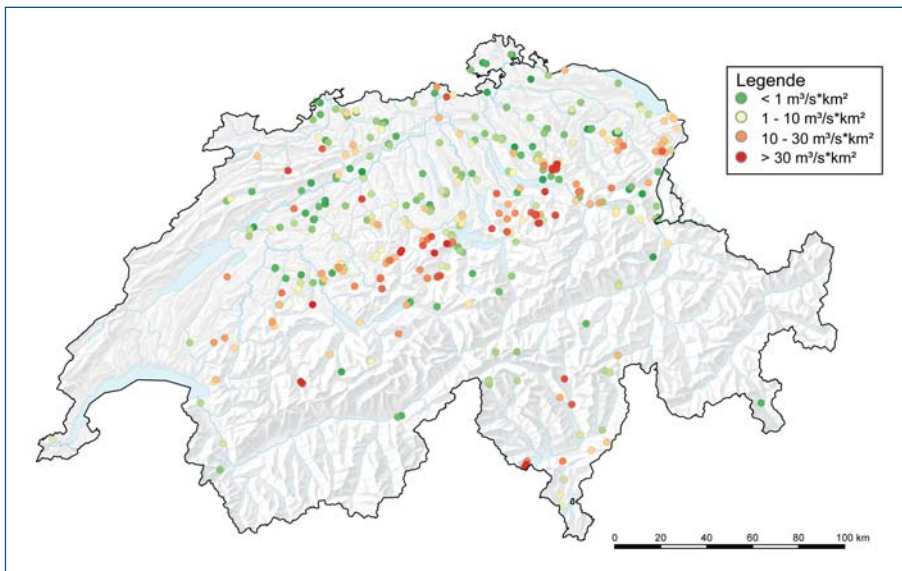 Legende
< 1 m³/s*km²
1 - 10 m³/s*km²
10 - 30 m³/s*km²
> 30 m³/s*km²
0 20 40 60 80 100 km